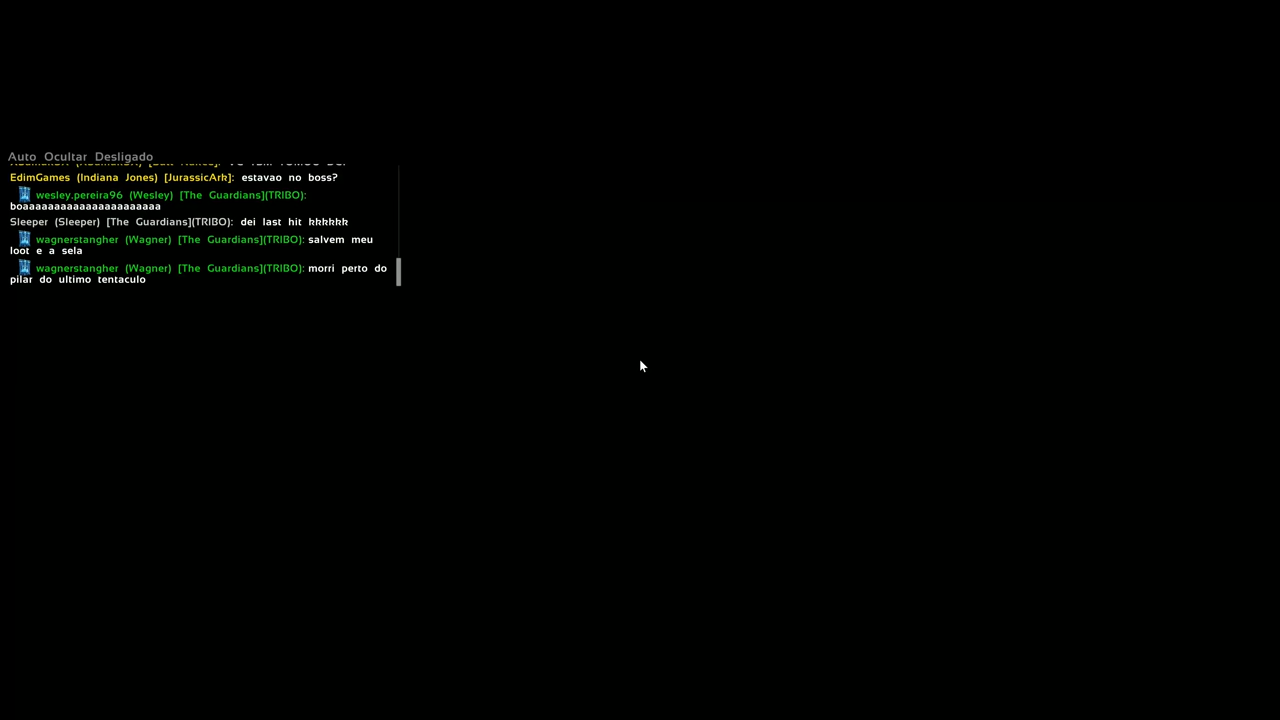 Auto Ocultar Desligado
EdimGames (Indiana Jones) [JurassicArk]: estavao no boss?
wesley.pereira96 (Wesley) [The Guardians](TRIBO):
boaaaaaaaaaaaaaaaaaaaaaa
Sleeper (Sleeper) [The Guardians](TRIBO): dei last hit kkkkkk
wagnerstangher (Wagner) [The Guardians](TRIBO): salvem meu
loot e a sela
wagnerstangher (Wagner) [The Guardians](TRIBO): morri perto do
pilar do ultimo tentaculo